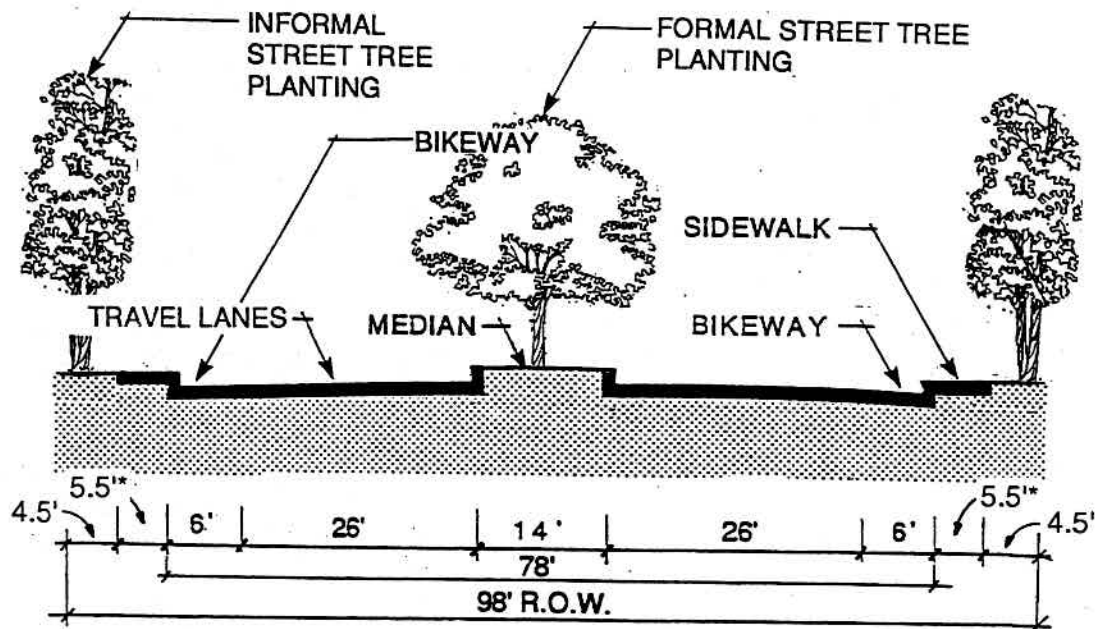 INFORMAL
STREET TREE
PLANTING
FORMAL STREET TREE
PLANTING
BIKEWAY
SIDEWALK
TRAVEL LANES
MEDIAN
BIKEWAY
4.5'
5.5'*
6'
26'
14'
26'
6'
5.5'*
4.5'
78'
98' R.O.W.